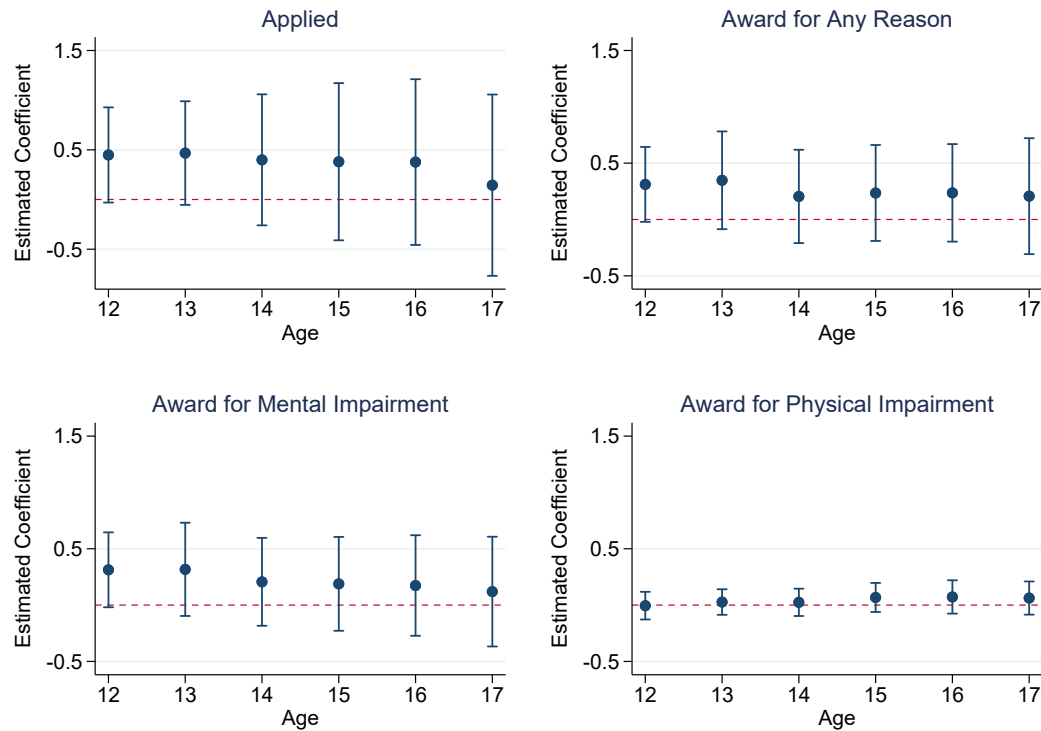 Applied
Estimated Coefficient
1.5
0.5
-0.5
12 13 14 15 16 17
Age
Award for Any Reason
Estimated Coefficient
1.5
0.5
-0.5
12 13 14 15 16 17
Age
Award for Mental Impairment
Estimated Coefficient
1.5
0.5
-0.5
12 13 14 15 16 17
Age
Award for Physical Impairment
Estimated Coefficient
1.5
0.5
-0.5
12 13 14 15 16 17
Age